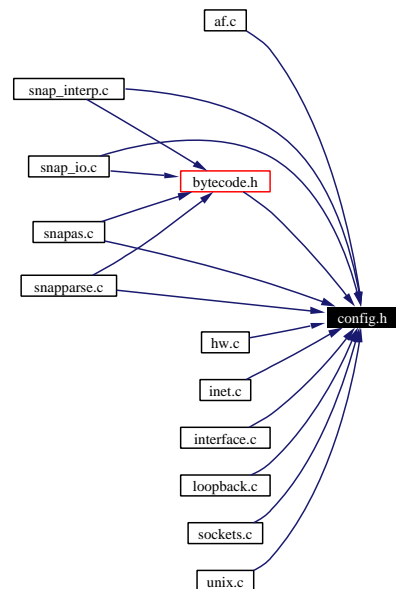 af.c
snap_interp.c
snap_io.c
bytecode.h
snapas.c
snapparse.c
config.h
hw.c
inet.c
interface.c
loopback.c
sockets.c
unix.c